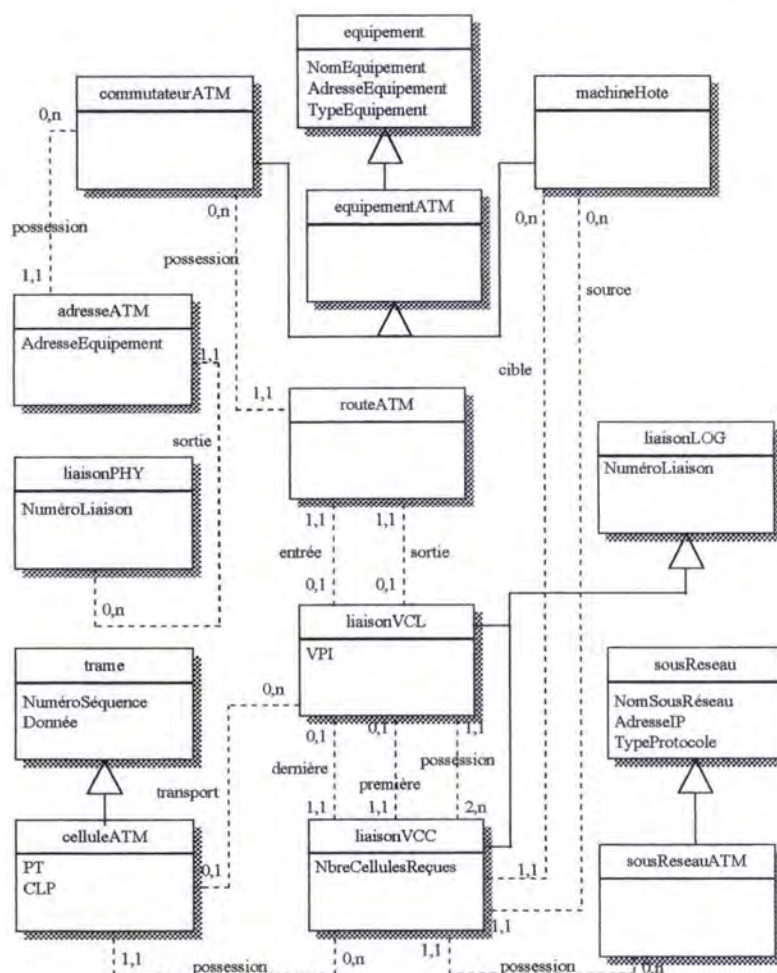 equipement
NomEquipement
AdresseEquipement
TypeEquipement
commutateurATM
machineHote
0,n
equipementATM
0,n
0,n
0,n
possession
possession
source
1,1
adresseATM
AdresseEquipement
1,1
cible
1,1
routeATM
sortie
liaisonLOG
NuméroLiaison
liaisonPHY
NuméroLiaison
1,1
1,1
entrée
sortie
0,n
0,1
0,1
liaisonVCL
VPI
trame
NuméroSéquence
Donnée
sousReseau
NomSousRéseau
AdresseIP
TypeProtocole
0,n
0,1
0,1
1,1
dernière
première
possession
transport
1,1
1,1
2,n
celluleATM
PT
CLP
0,1
liaisonVCC
NbreCellulesReçues
1,1
1,1
sousReseauATM
1,1
0,n
1,1
0,n
possession
possession